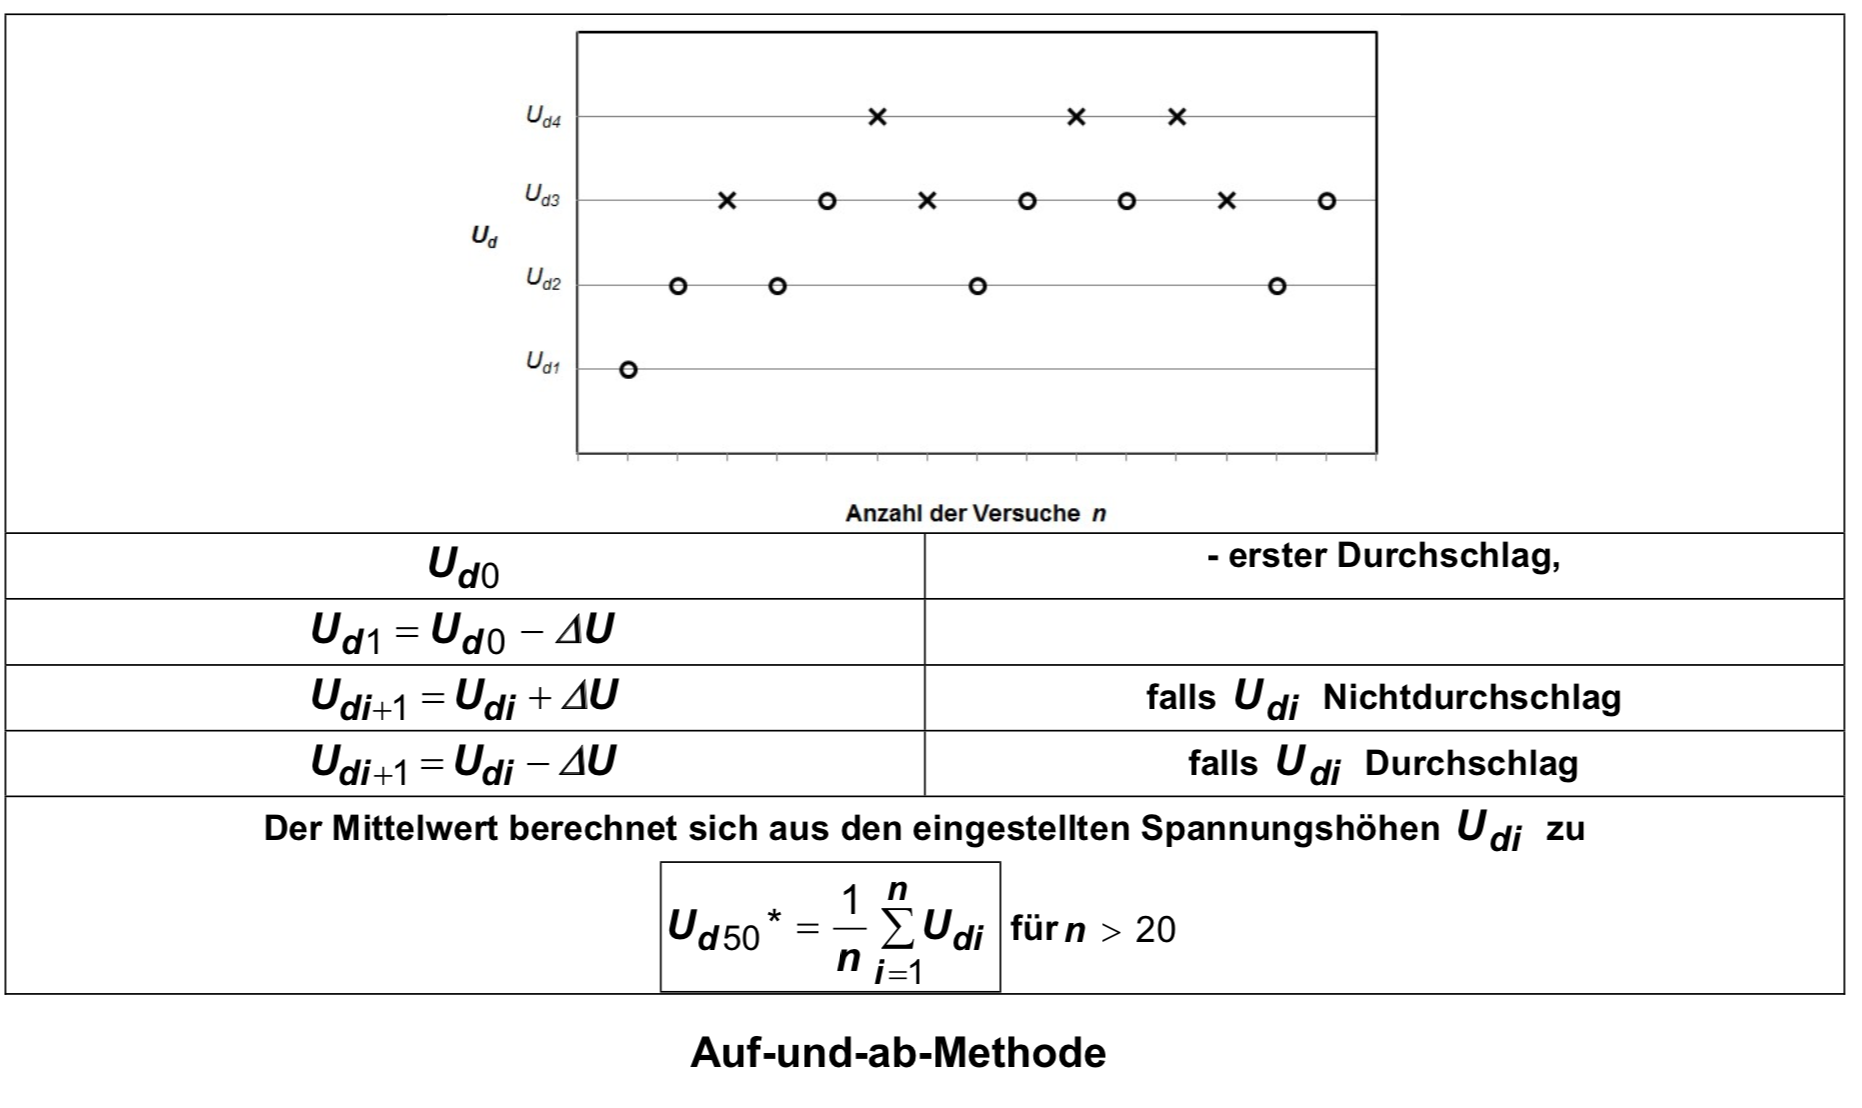 U_d4
U_d3
U_d
U_d2
U_d1
Anzahl der Versuche n
U_d0 - erster Durchschlag,
U_d1 = U_d0 − ΔU
U_di+1 = U_di + ΔU falls U_di Nichtdurchschlag
U_di+1 = U_di − ΔU falls U_di Durchschlag
Der Mittelwert berechnet sich aus den eingestellten Spannungshöhen U_di zu
U_d50* = 1/n ∑_{i=1}^{n} U_di für n > 20
Auf-und-ab-Methode